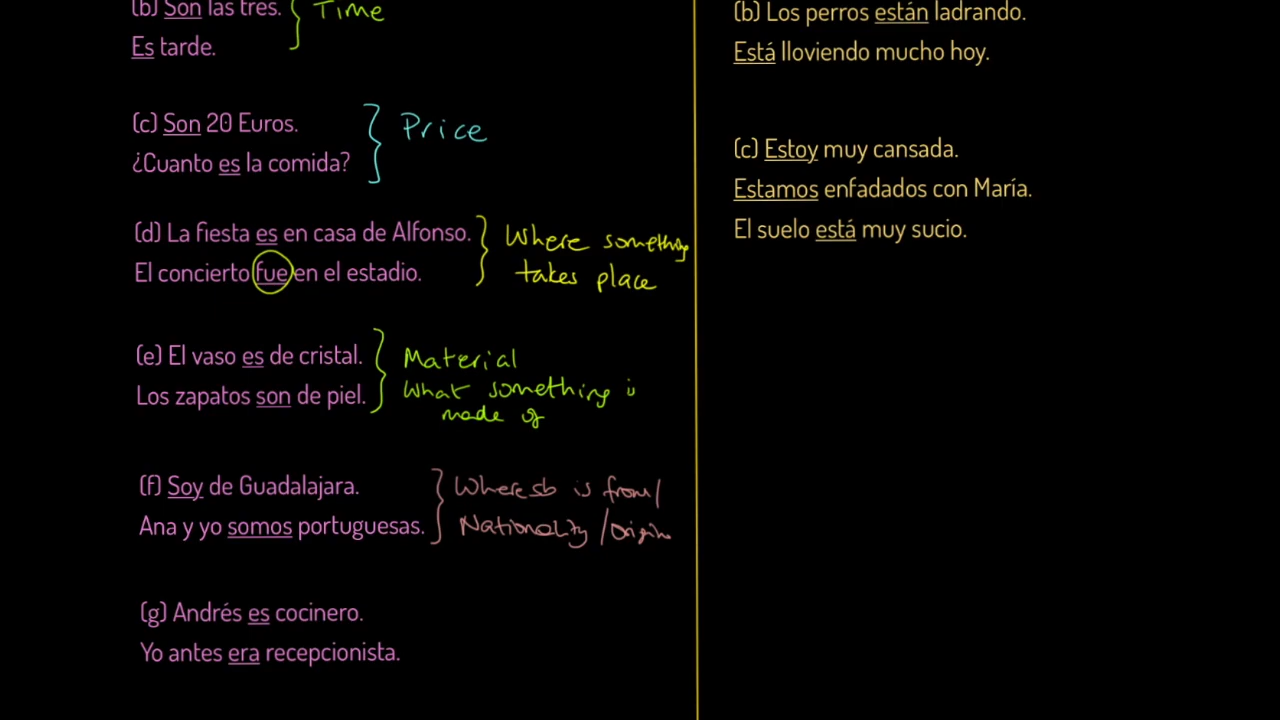 (b) Son las tres. Time
Es tarde.
(c) Son 20 Euros. Price
¿Cuanto es la comida?
(d) La fiesta es en casa de Alfonso. Where something
El concierto fue en el estadio. takes place
(e) El vaso es de cristal. Material
Los zapatos son de piel. What something is
made of
(f) Soy de Guadalajara. Where sb is from/
Ana y yo somos portuguesas. Nationality/origin
(g) Andrés es cocinero.
Yo antes era recepcionista.
(b) Los perros están ladrando.
Está lloviendo mucho hoy.
(c) Estoy muy cansada.
Estamos enfadados con María.
El suelo está muy sucio.